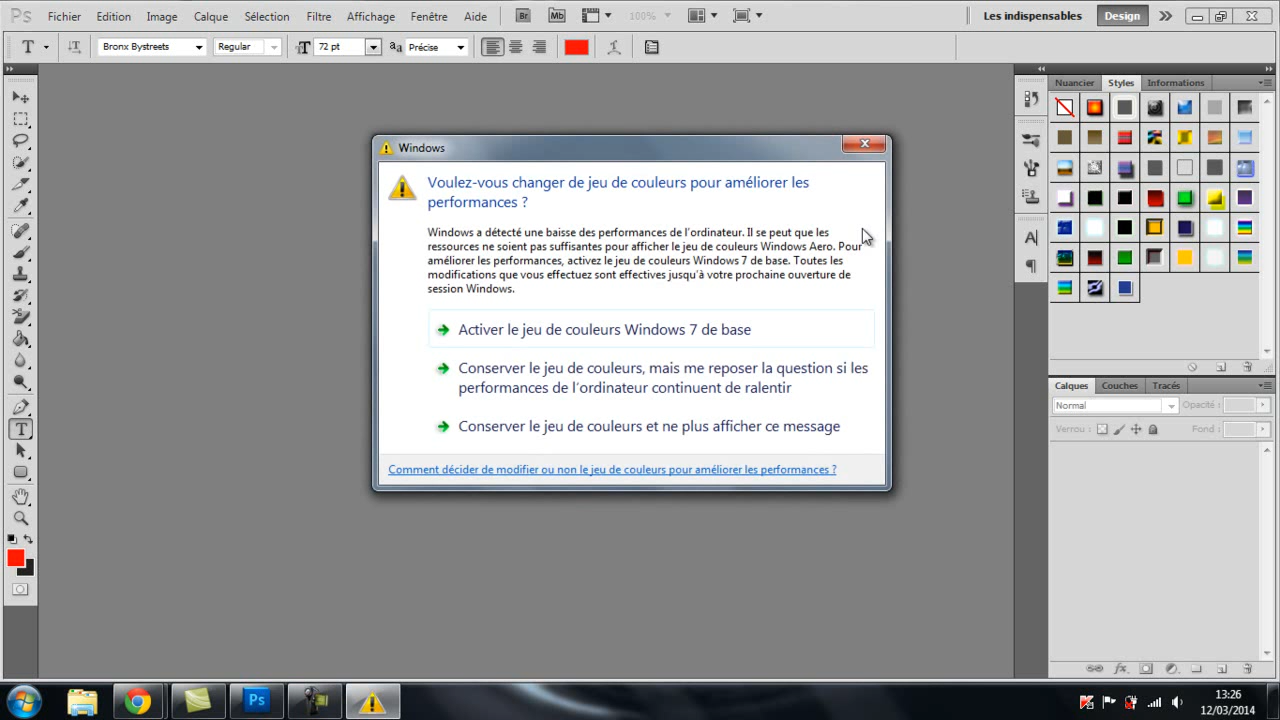 Ps Fichier Edition Image Calque Sélection Filtre Affichage Fenêtre Aide Br Mb 100% Les indispensables Design
T T Bronx Bystreets Regular T 72 pt aa Précise
Nuancier Styles Informations
Windows
Voulez-vous changer de jeu de couleurs pour améliorer les
performances ?
Windows a détecté une baisse des performances de l'ordinateur. Il se peut que les
ressources ne soient pas suffisantes pour afficher le jeu de couleurs Windows Aero. Pour
améliorer les performances, activez le jeu de couleurs Windows 7 de base. Toutes les
modifications que vous effectuez sont effectives jusqu'à votre prochaine ouverture de
session Windows.
Activer le jeu de couleurs Windows 7 de base
Conserver le jeu de couleurs, mais me reposer la question si les
performances de l'ordinateur continuent de ralentir
Conserver le jeu de couleurs et ne plus afficher ce message
Comment décider de modifier ou non le jeu de couleurs pour améliorer les performances ?
Calques Couches Tracés
Normal Opacité :
Verrou : Fond :
T
A
Ps
13:26
12/03/2014